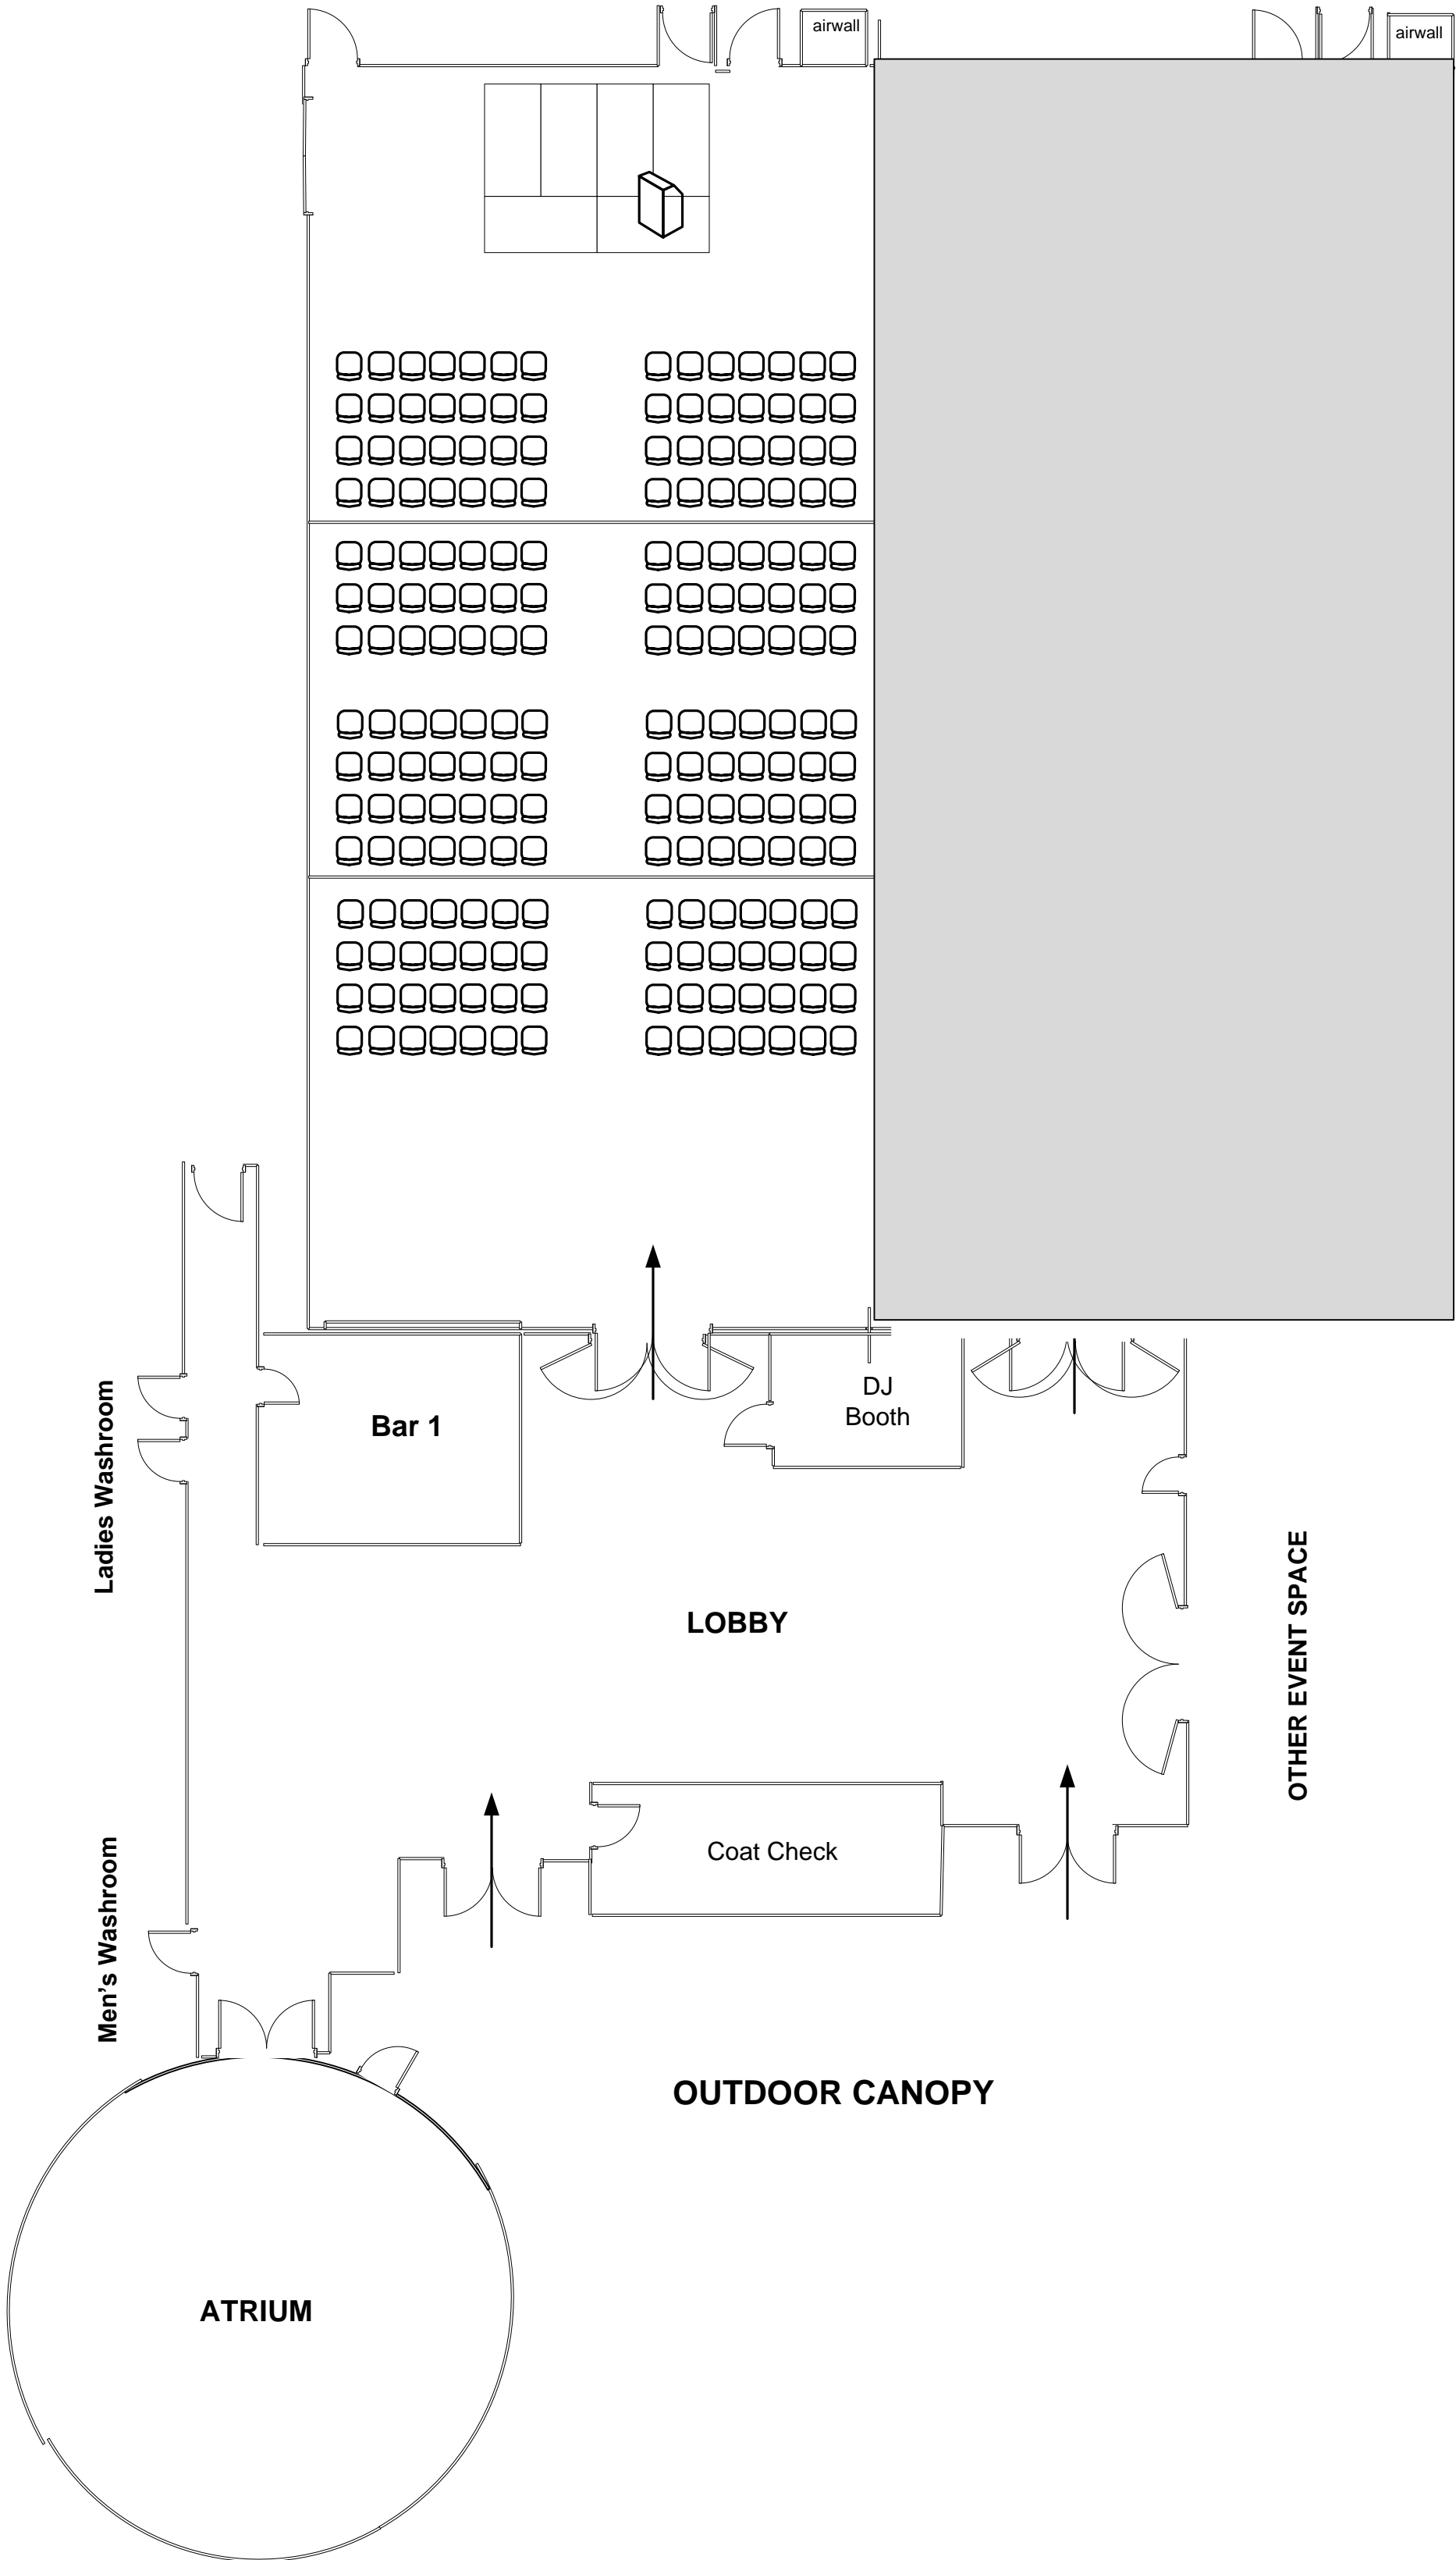 airwall
airwall
Bar 1
DJ
Booth
Ladies Washroom
LOBBY
OTHER EVENT SPACE
Coat Check
Men's Washroom
OUTDOOR CANOPY
ATRIUM